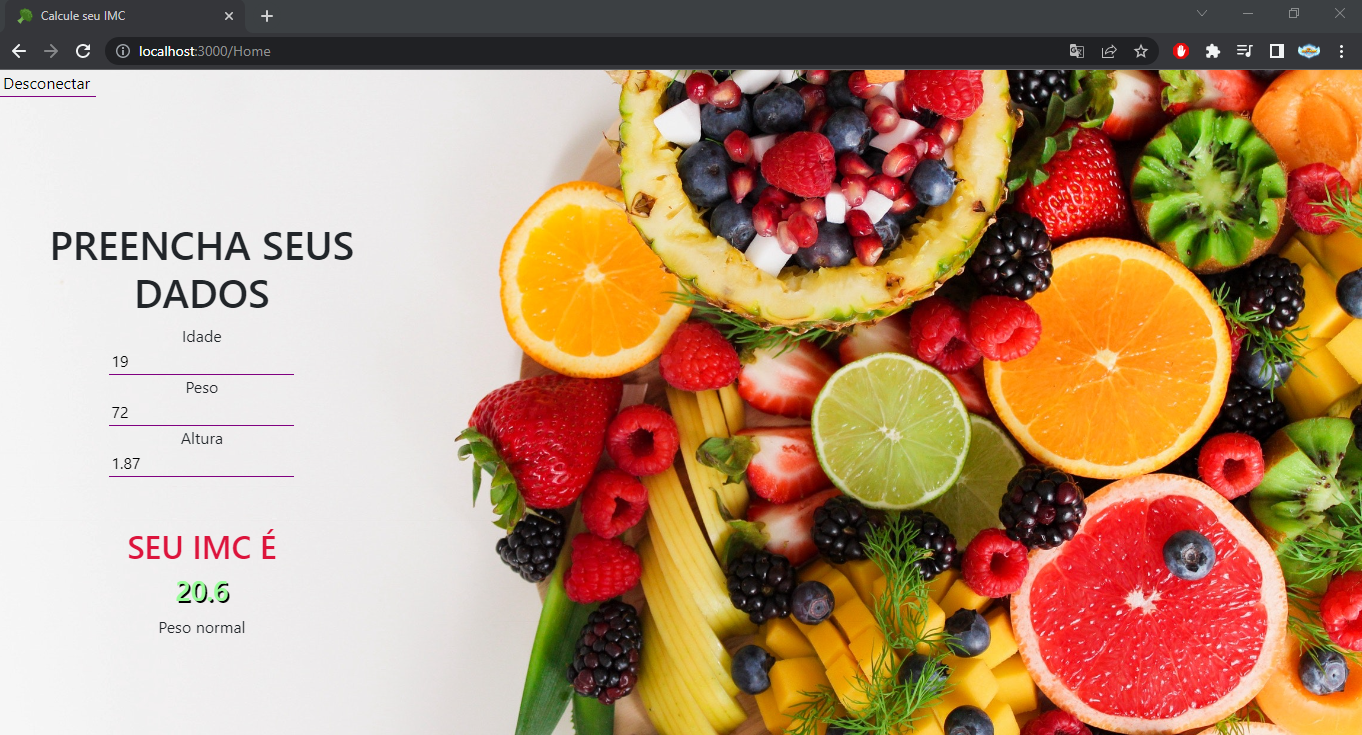 Calcule seu IMC
localhost:3000/Home
Desconectar
PREENCHA SEUS
DADOS
Idade
19
Peso
72
Altura
1.87
SEU IMC É
20.6
Peso normal